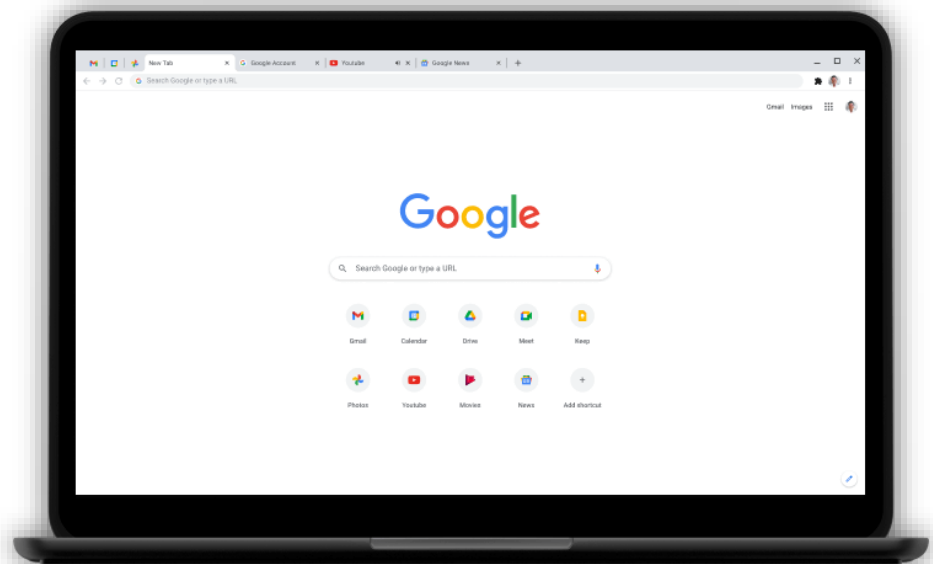 New Tab Google Account Youtube Google News
Search Google or type a URL
Gmail Images
Google
Search Google or type a URL
Gmail Calendar Drive Meet Keep
Photos Youtube Movies News Add shortcut